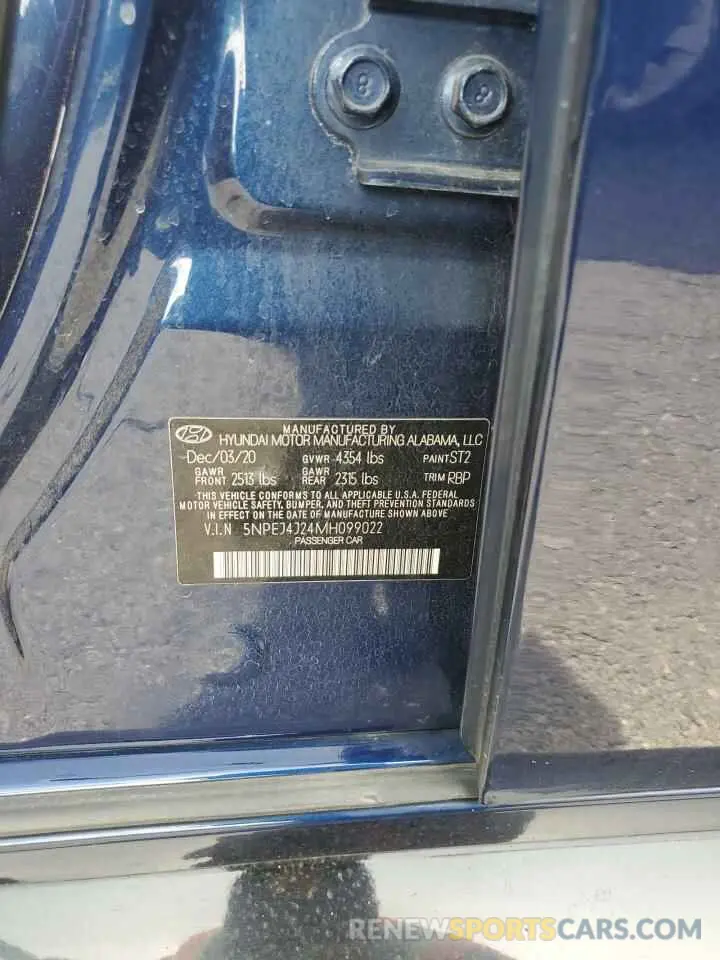 MANUFACTURED BY
HYUNDAI MOTOR MANUFACTURING ALABAMA, LLC
Dec/03/20 GVWR 4354 lbs PAINT ST2
GAWR FRONT 2513 lbs GAWR REAR 2315 lbs TRIM RBP
THIS VEHICLE CONFORMS TO ALL APPLICABLE U.S.A. FEDERAL
MOTOR VEHICLE SAFETY, BUMPER, AND THEFT PREVENTION STANDARDS
IN EFFECT ON THE DATE OF MANUFACTURE SHOWN ABOVE
V.I.N 5NPEJ4J24MH099022
PASSENGER CAR
RENEWSPORTSCARS.COM